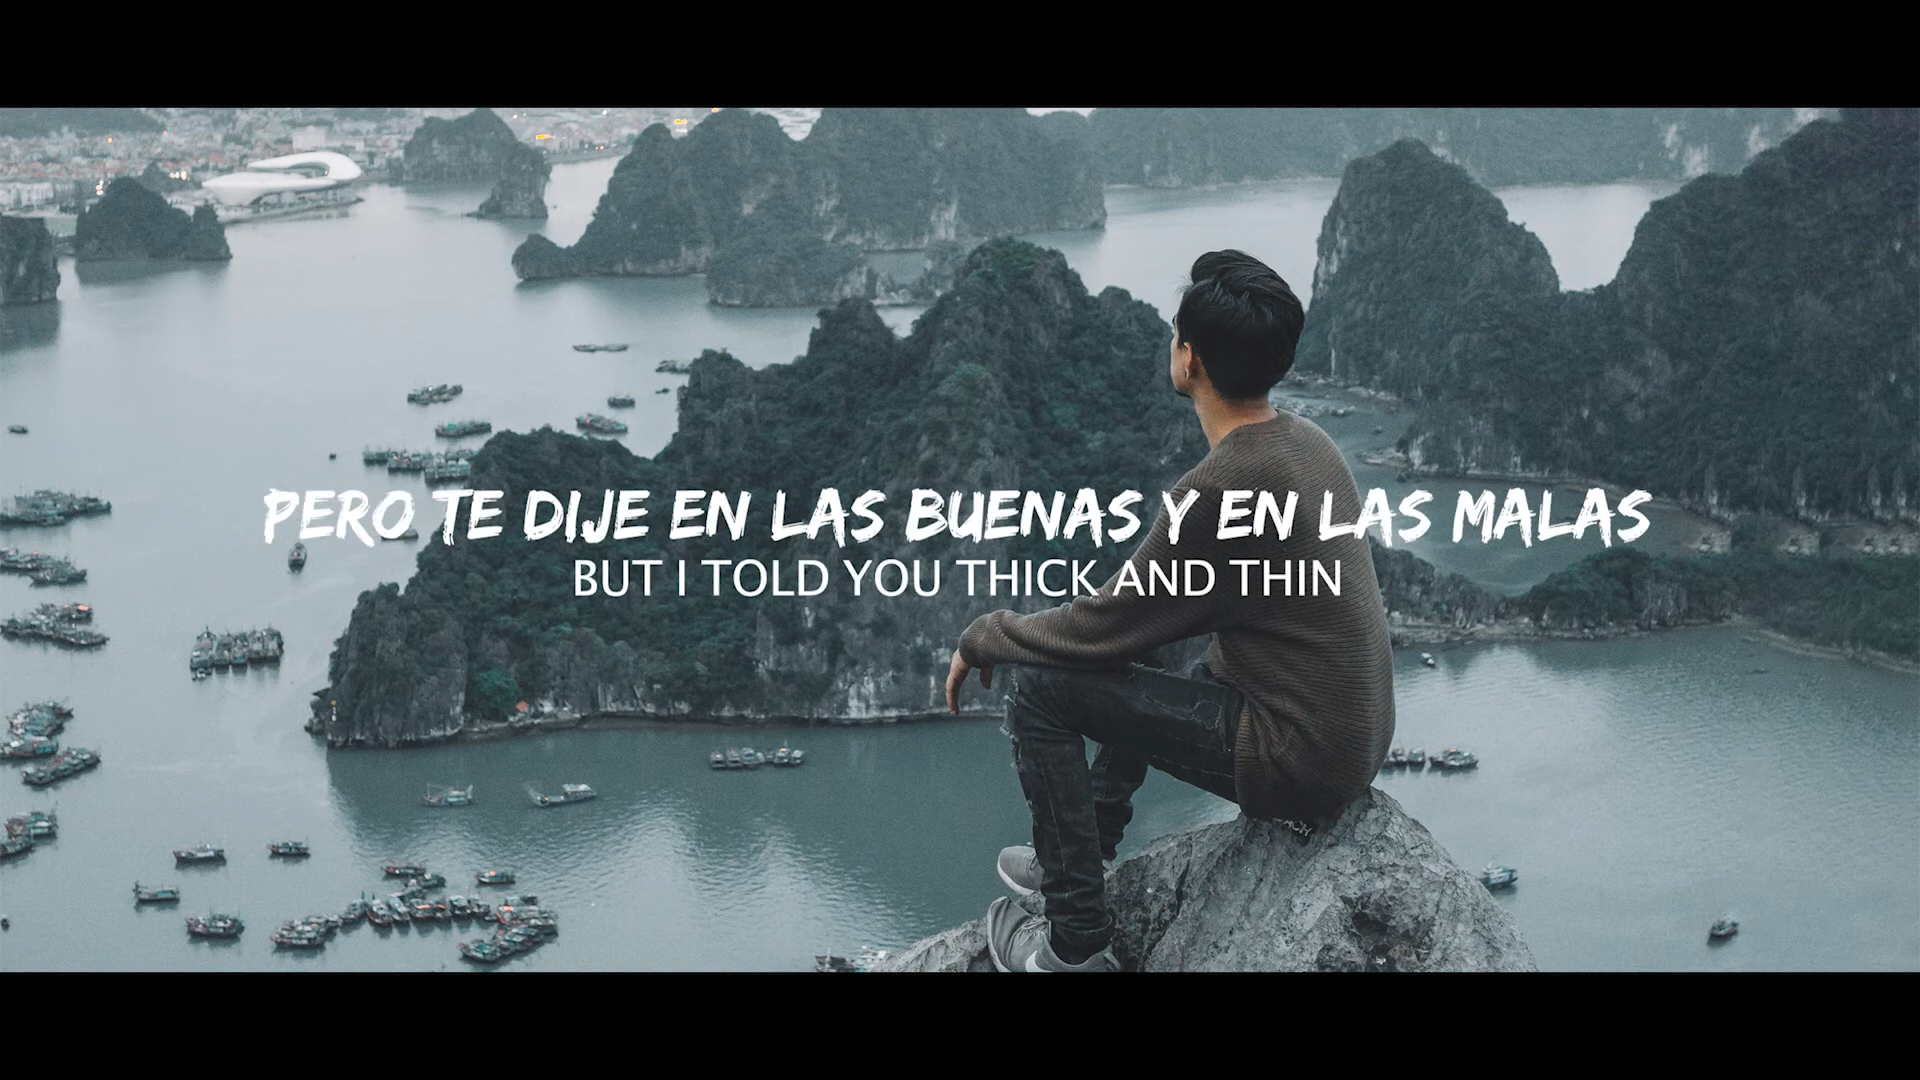 PERO TE DIJE EN LAS BUENAS Y EN LAS MALAS
BUT I TOLD YOU THICK AND THIN